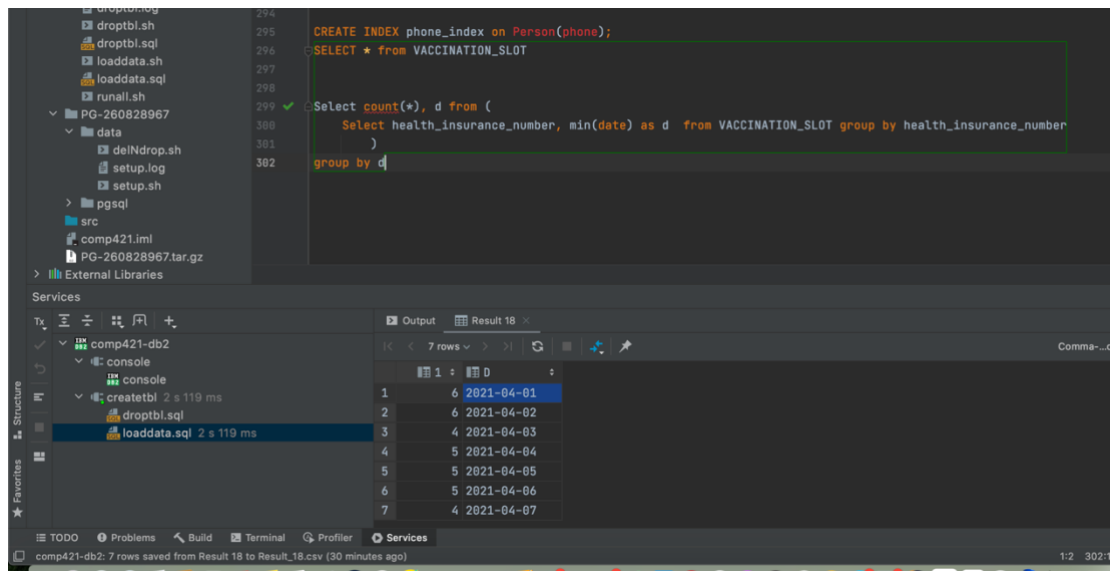 droptbl.log
droptbl.sh
droptbl.sql
loaddata.sh
loaddata.sql
runall.sh
PG-260828967
data
delNdrop.sh
setup.log
setup.sh
pgsql
src
comp421.iml
PG-260828967.tar.gz
External Libraries
294
295 CREATE INDEX phone_index on Person(phone);
296 SELECT * from VACCINATION_SLOT
297
298
299 Select count(*), d from (
300 Select health_insurance_number, min(date) as d from VACCINATION_SLOT group by health_insurance_number
301 )
302 group by d
Services
Tx
comp421-db2
console
console
createtbl 2 s 119 ms
droptbl.sql
loaddata.sql 2 s 119 ms
Structure
Favorites
Output Result 18
7 rows Comma-...
1 D
1 6 2021-04-01
2 6 2021-04-02
3 4 2021-04-03
4 5 2021-04-04
5 5 2021-04-05
6 5 2021-04-06
7 4 2021-04-07
TODO Problems Build Terminal Profiler Services
comp421-db2: 7 rows saved from Result 18 to Result_18.csv (30 minutes ago) 1:2 302:1